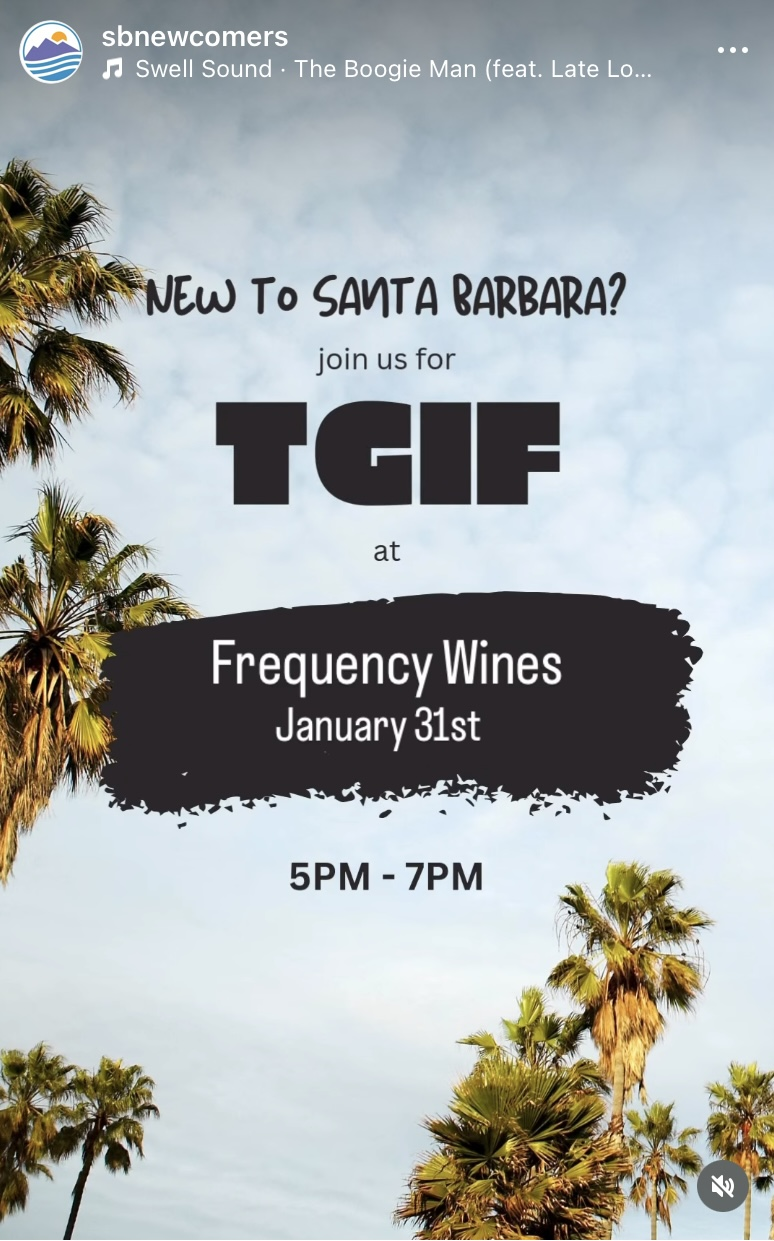 sbnewcomers
Swell Sound · The Boogie Man (feat. Late Lo...
NEW TO SANTA BARBARA?
join us for
TGIF
at
Frequency Wines
January 31st
5PM - 7PM